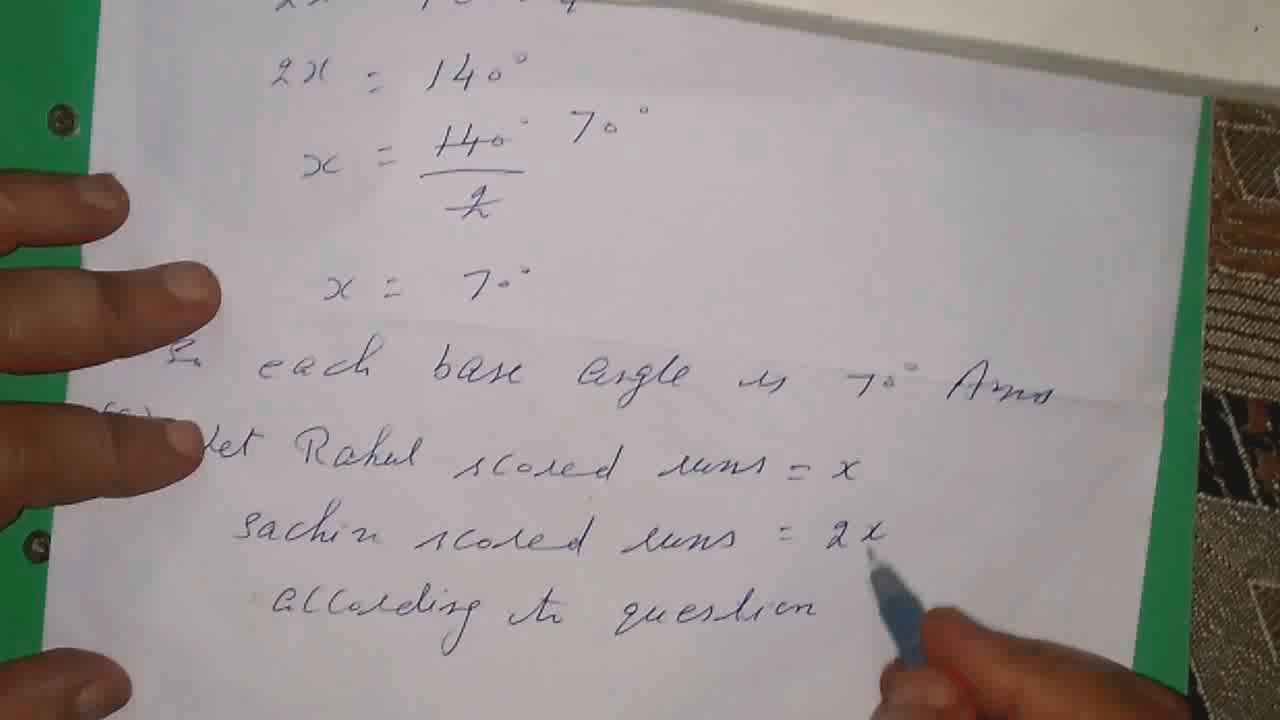 2x = 140°
x = 140° 70°
2
x = 70°
So each base angle is 70° Ans
Let Rahul scored runs = x
Sachin scored runs = 2x
according to question